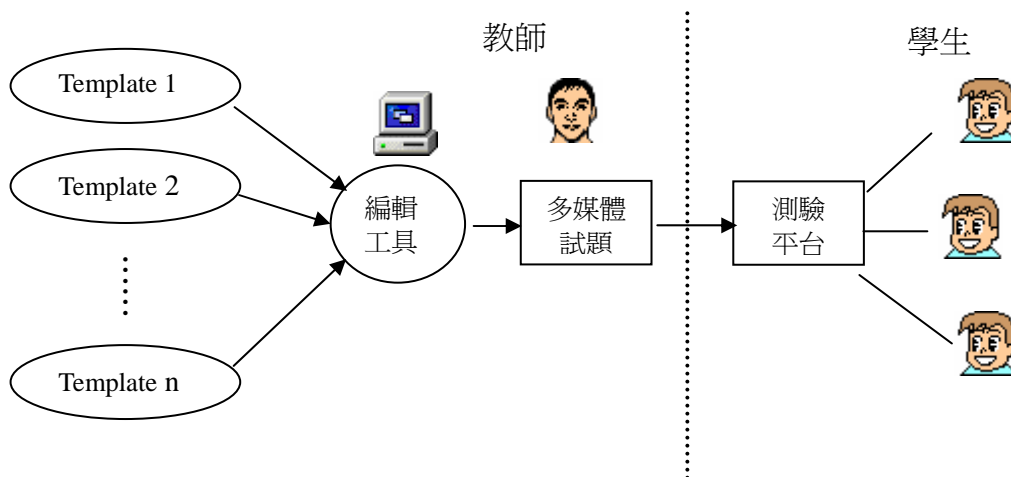 教師
學生
Template 1
Template 2
Template n
編輯
工具
多媒體
試題
測驗
平台